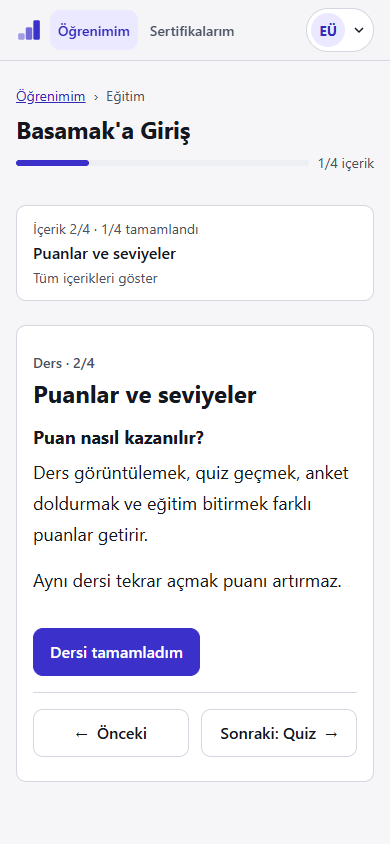 Öğrenimim
Sertifikalarım
EÜ
Öğrenimim › Eğitim
Basamak'a Giriş
1/4 içerik
İçerik 2/4 · 1/4 tamamlandı
Puanlar ve seviyeler
Tüm içerikleri göster
Ders · 2/4
Puanlar ve seviyeler
Puan nasıl kazanılır?
Ders görüntülemek, quiz geçmek, anket
doldurmak ve eğitim bitirmek farklı
puanlar getirir.
Aynı dersi tekrar açmak puanı artırmaz.
Dersi tamamladım
← Önceki
Sonraki: Quiz →